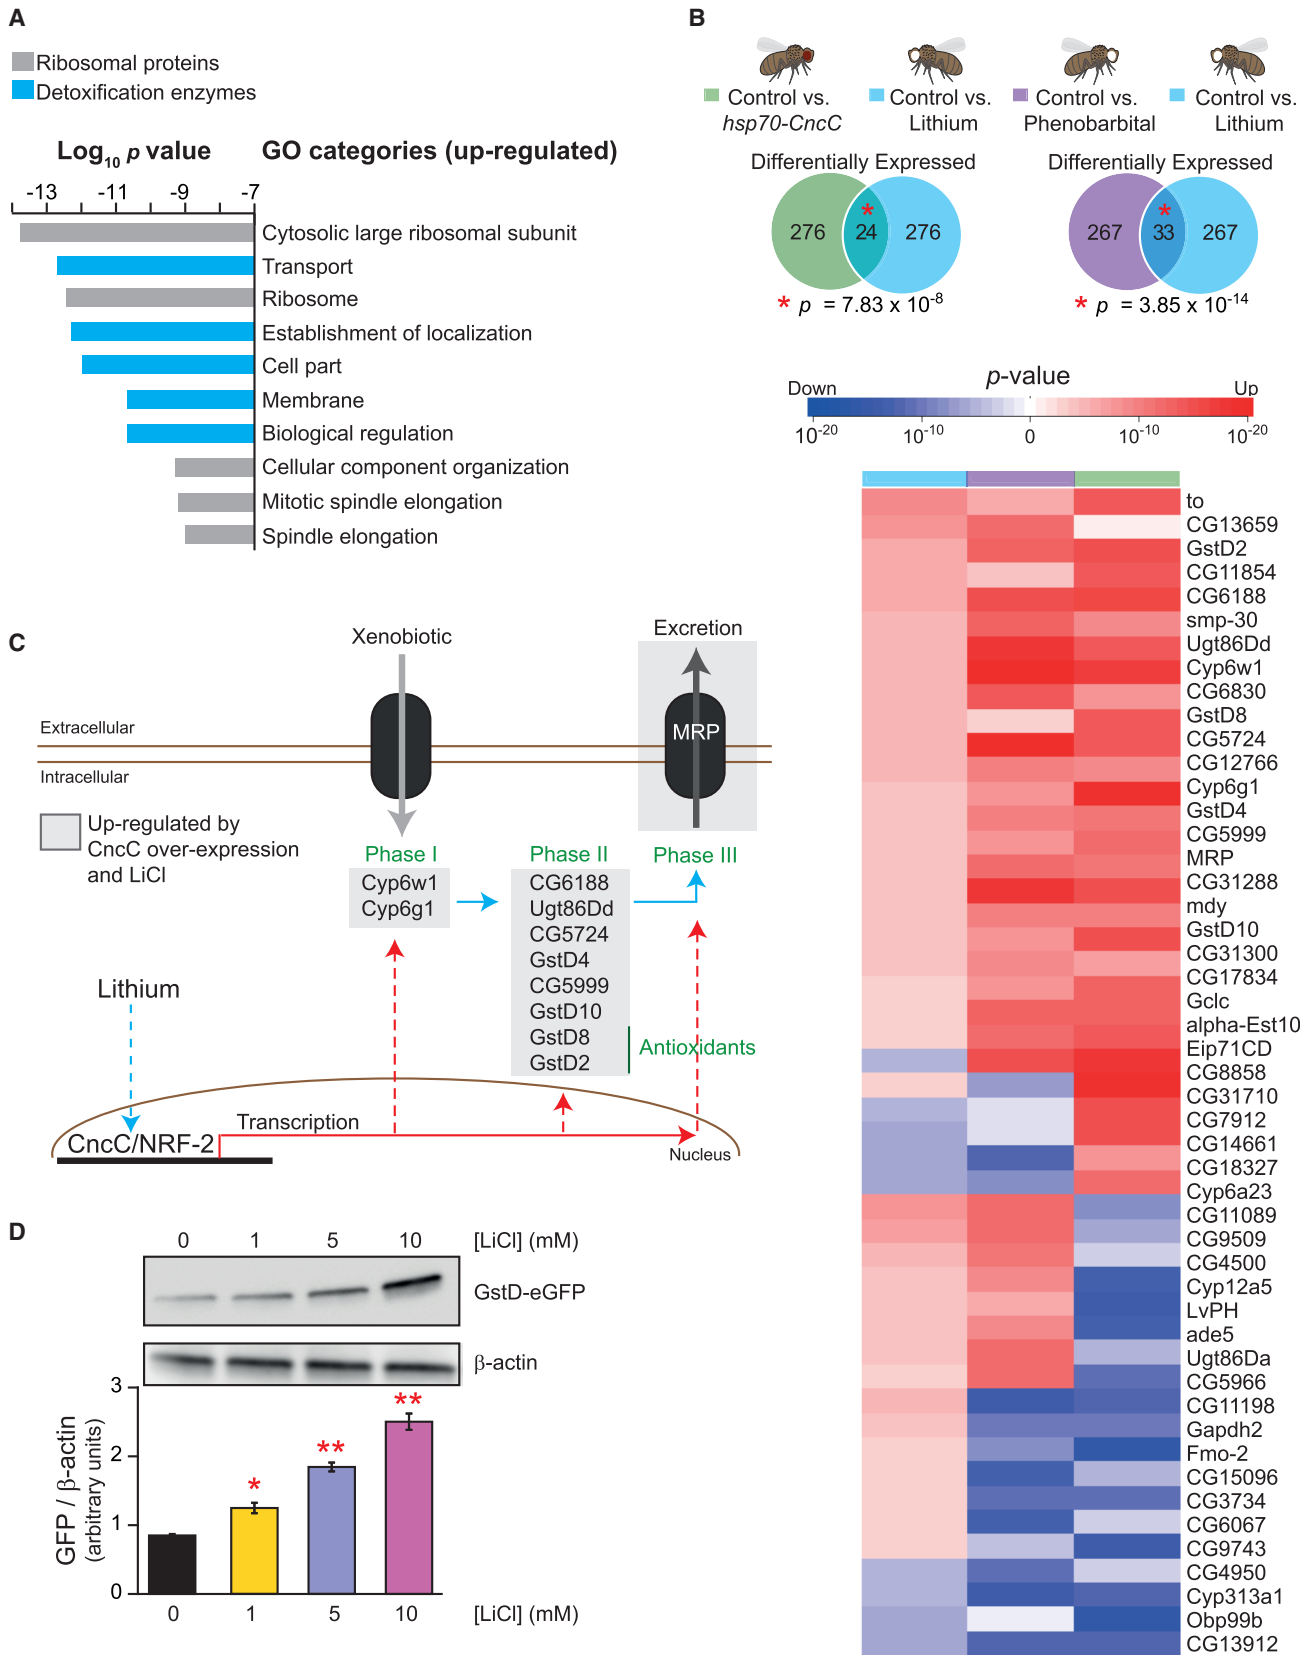 A
Ribosomal proteins
Detoxification enzymes
Log10 p value
GO categories (up-regulated)
-13 -11 -9 -7
Cytosolic large ribosomal subunit
Transport
Ribosome
Establishment of localization
Cell part
Membrane
Biological regulation
Cellular component organization
Mitotic spindle elongation
Spindle elongation
B
Control vs. hsp70-CncC
Control vs. Lithium
Control vs. Phenobarbital
Control vs. Lithium
Differentially Expressed
276 * 24 276
* p = 7.83 x 10-8
Differentially Expressed
267 * 33 267
* p = 3.85 x 10-14
p-value
Down Up
10-20 10-10 0 10-10 10-20
to
CG13659
GstD2
CG11854
CG6188
smp-30
Ugt86Dd
Cyp6w1
CG6830
GstD8
CG5724
CG12766
Cyp6g1
GstD4
CG5999
MRP
CG31288
mdy
GstD10
CG31300
CG17834
Gclc
alpha-Est10
Eip71CD
CG8858
CG31710
CG7912
CG14661
CG18327
Cyp6a23
CG11089
CG9509
CG4500
Cyp12a5
LvPH
ade5
Ugt86Da
CG5966
CG11198
Gapdh2
Fmo-2
CG15096
CG3734
CG6067
CG9743
CG4950
Cyp313a1
Obp99b
CG13912
C
Xenobiotic
Excretion
MRP
Extracellular
Intracellular
Up-regulated by
CncC over-expression
and LiCl
Phase I
Cyp6w1
Cyp6g1
Phase II
CG6188
Ugt86Dd
CG5724
GstD4
CG5999
GstD10
GstD8
GstD2
Phase III
Antioxidants
Lithium
Transcription
CncC/NRF-2
Nucleus
D
0 1 5 10 [LiCl] (mM)
GstD-eGFP
β-actin
GFP / β-actin
(arbitrary units)
3
2
1
0
*
**
**
0 1 5 10 [LiCl] (mM)